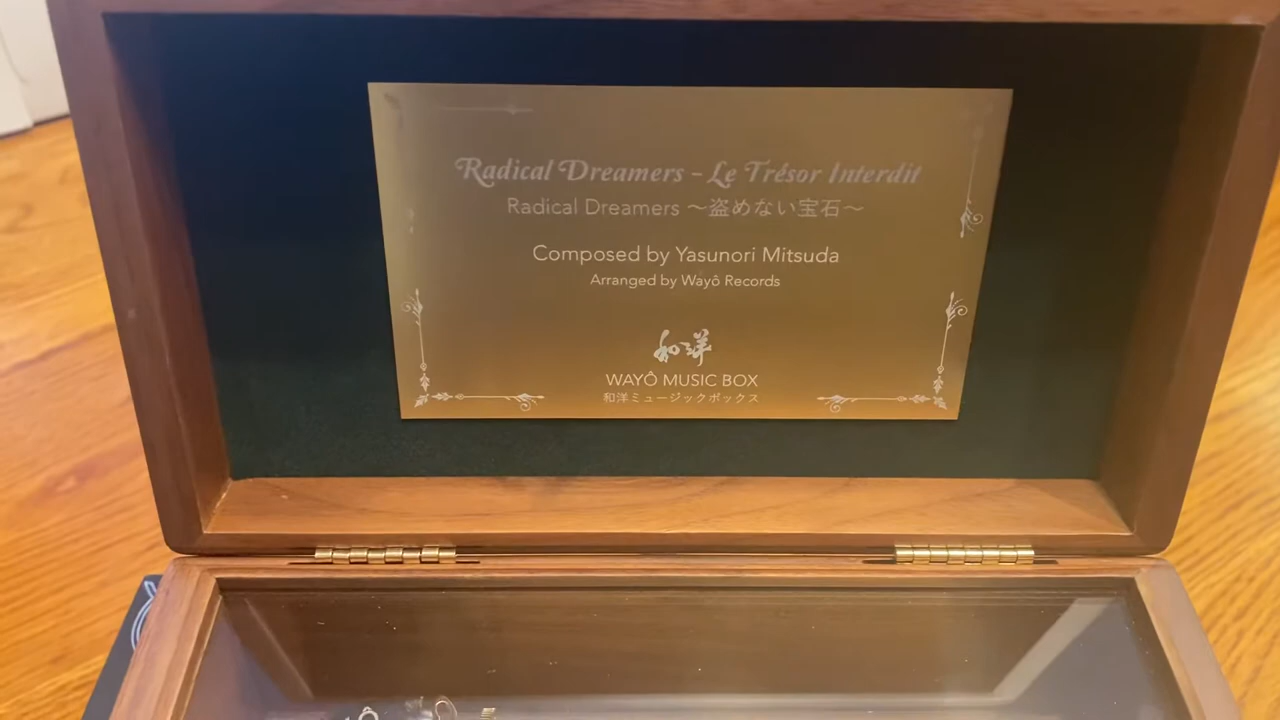 Radical Dreamers - Le Trésor Interdit
Radical Dreamers ～盗めない宝石～
Composed by Yasunori Mitsuda
Arranged by Wayô Records
和洋
WAYÔ MUSIC BOX
和洋ミュージックボックス